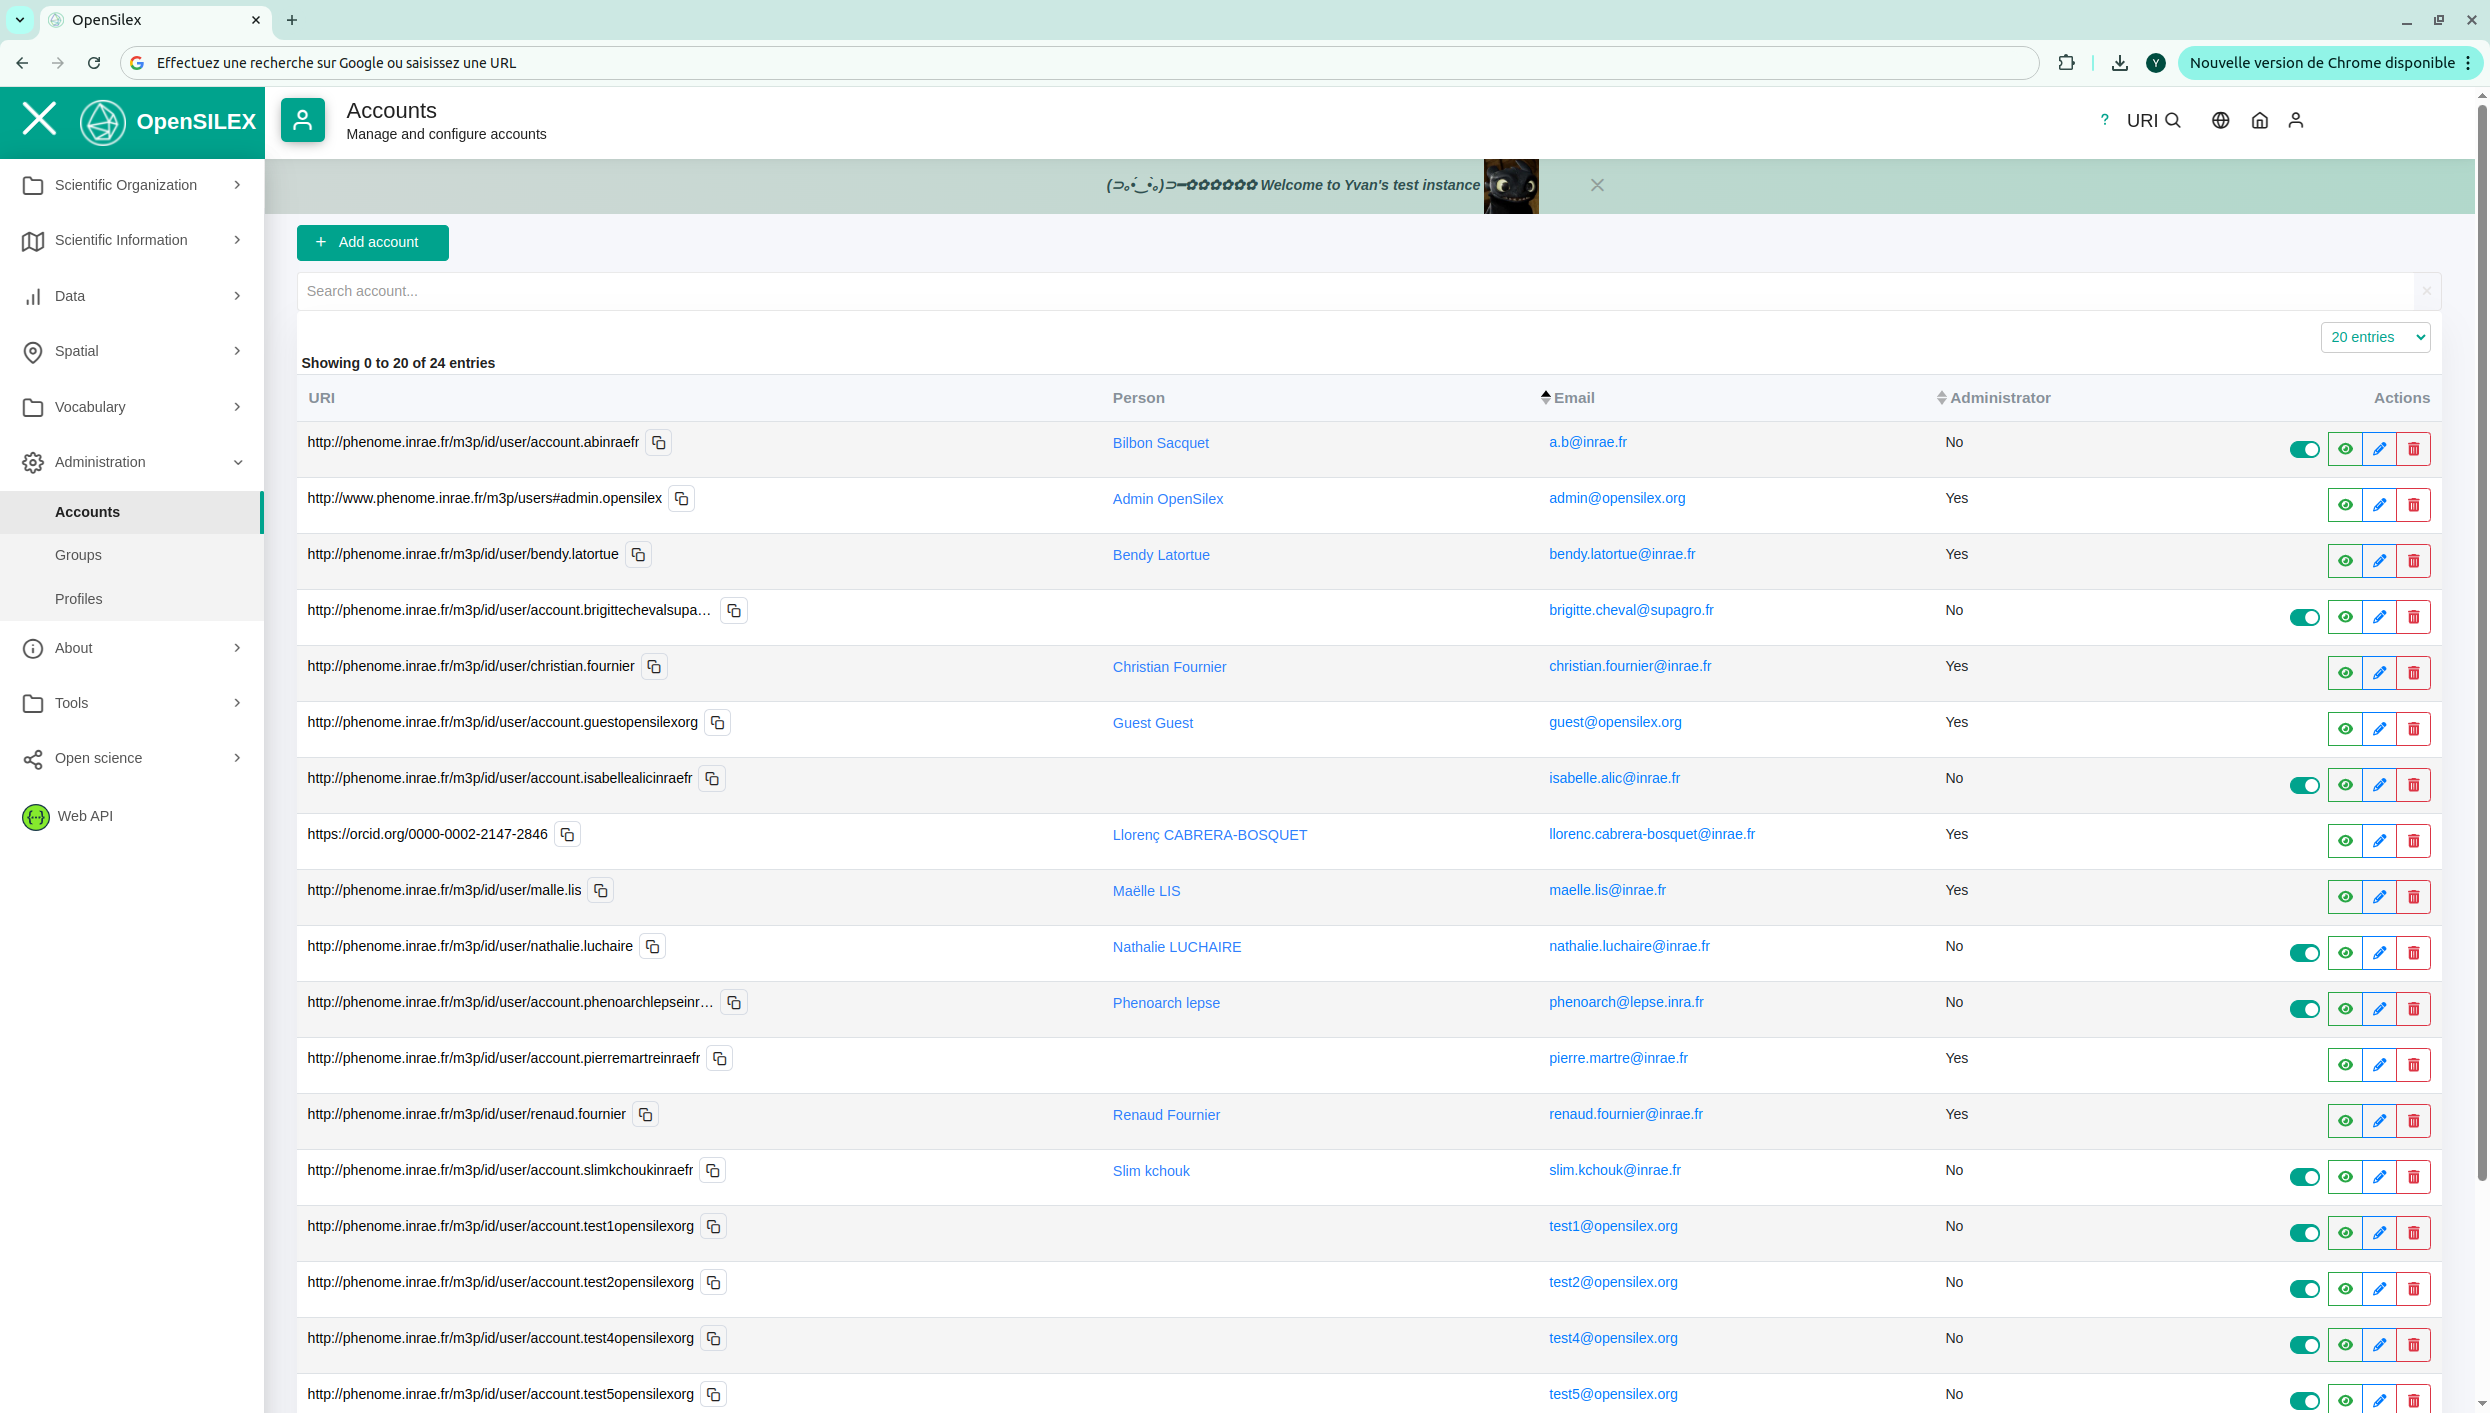 OpenSilex
Effectuez une recherche sur Google ou saisissez une URL
Y
Nouvelle version de Chrome disponible
OpenSILEX
Accounts
Manage and configure accounts
? URI
Welcome to Yvan's test instance
Scientific Organization
Scientific Information
Data
Spatial
Vocabulary
Administration
Accounts
Groups
Profiles
About
Tools
Open science
Web API
+ Add account
Search account...
20 entries
Showing 0 to 20 of 24 entries
URI Person Email Administrator Actions
http://phenome.inrae.fr/m3p/id/user/account.abinraefr Bilbon Sacquet a.b@inrae.fr No
http://www.phenome.inrae.fr/m3p/users#admin.opensilex Admin OpenSilex admin@opensilex.org Yes
http://phenome.inrae.fr/m3p/id/user/bendy.latortue Bendy Latortue bendy.latortue@inrae.fr Yes
http://phenome.inrae.fr/m3p/id/user/account.brigittechevalsupa... brigitte.cheval@supagro.fr No
http://phenome.inrae.fr/m3p/id/user/christian.fournier Christian Fournier christian.fournier@inrae.fr Yes
http://phenome.inrae.fr/m3p/id/user/account.guestopensilexorg Guest Guest guest@opensilex.org Yes
http://phenome.inrae.fr/m3p/id/user/account.isabellealicinraefr isabelle.alic@inrae.fr No
https://orcid.org/0000-0002-2147-2846 Llorenç CABRERA-BOSQUET llorenc.cabrera-bosquet@inrae.fr Yes
http://phenome.inrae.fr/m3p/id/user/malle.lis Maëlle LIS maelle.lis@inrae.fr Yes
http://phenome.inrae.fr/m3p/id/user/nathalie.luchaire Nathalie LUCHAIRE nathalie.luchaire@inrae.fr No
http://phenome.inrae.fr/m3p/id/user/account.phenoarchlepseinr... Phenoarch lepse phenoarch@lepse.inra.fr No
http://phenome.inrae.fr/m3p/id/user/account.pierremartreinraefr pierre.martre@inrae.fr Yes
http://phenome.inrae.fr/m3p/id/user/renaud.fournier Renaud Fournier renaud.fournier@inrae.fr Yes
http://phenome.inrae.fr/m3p/id/user/account.slimkchoukinraefr Slim kchouk slim.kchouk@inrae.fr No
http://phenome.inrae.fr/m3p/id/user/account.test1opensilexorg test1@opensilex.org No
http://phenome.inrae.fr/m3p/id/user/account.test2opensilexorg test2@opensilex.org No
http://phenome.inrae.fr/m3p/id/user/account.test4opensilexorg test4@opensilex.org No
http://phenome.inrae.fr/m3p/id/user/account.test5opensilexorg test5@opensilex.org No